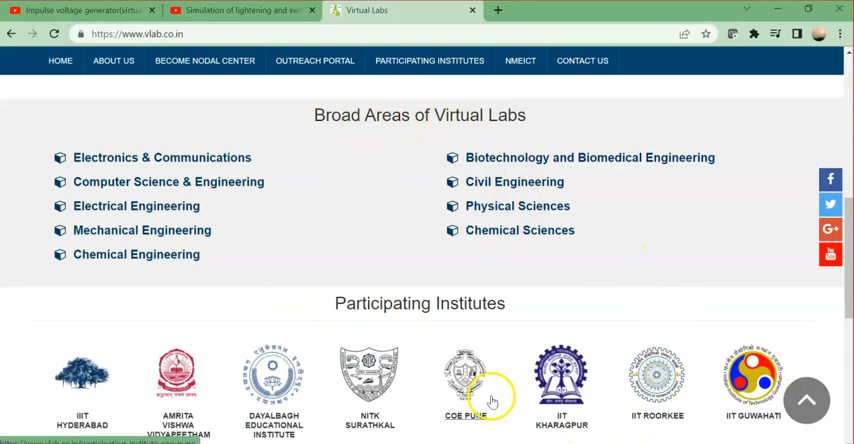 Impulse voltage generator(virtua
Simulation of lightening and swi
Virtual Labs
https://www.vlab.co.in
HOME
ABOUT US
BECOME NODAL CENTER
OUTREACH PORTAL
PARTICIPATING INSTITUTES
NMEICT
CONTACT US
Broad Areas of Virtual Labs
Electronics & Communications
Computer Science & Engineering
Electrical Engineering
Mechanical Engineering
Chemical Engineering
Biotechnology and Biomedical Engineering
Civil Engineering
Physical Sciences
Chemical Sciences
Participating Institutes
IIIT
HYDERABAD
AMRITA
VISHWA
VIDYAPEETHAM
DAYALBAGH
EDUCATIONAL
INSTITUTE
NITK
SURATHKAL
COE PUNE
IIT
KHARAGPUR
IIT ROORKEE
IIT GUWAHATI